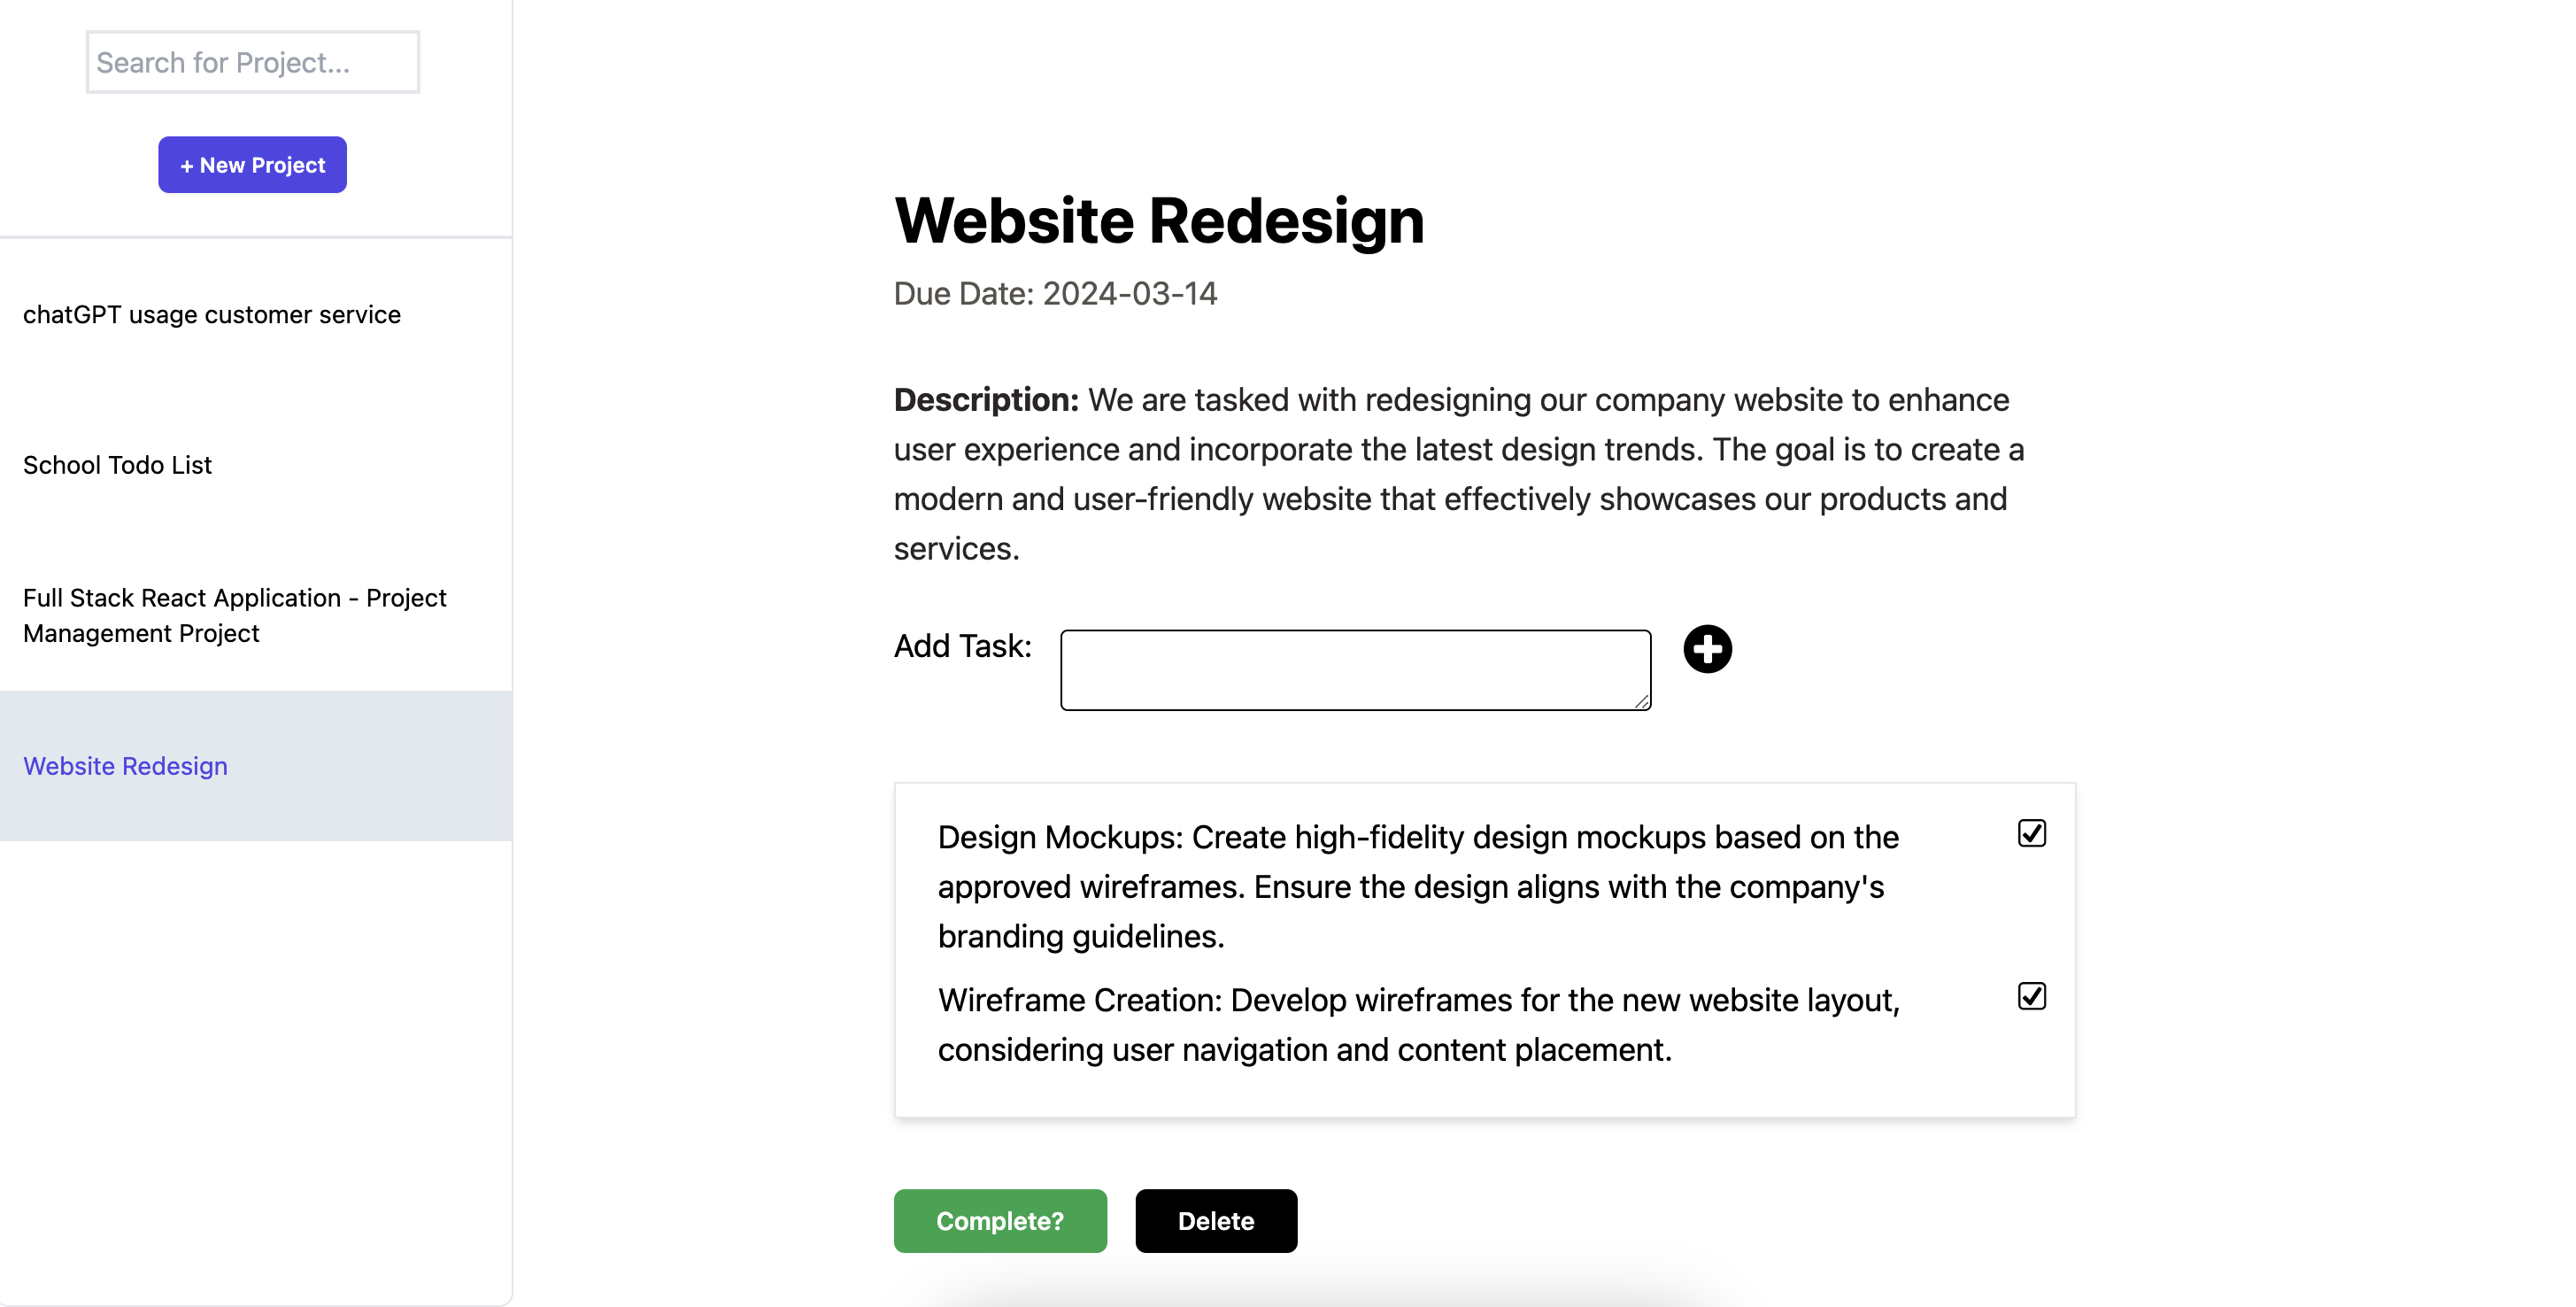 Search for Project...
+ New Project
chatGPT usage customer service
School Todo List
Full Stack React Application - Project
Management Project
Website Redesign
Website Redesign
Due Date: 2024-03-14
Description: We are tasked with redesigning our company website to enhance
user experience and incorporate the latest design trends. The goal is to create a
modern and user-friendly website that effectively showcases our products and
services.
Add Task:
Design Mockups: Create high-fidelity design mockups based on the
approved wireframes. Ensure the design aligns with the company's
branding guidelines.
Wireframe Creation: Develop wireframes for the new website layout,
considering user navigation and content placement.
Complete?
Delete